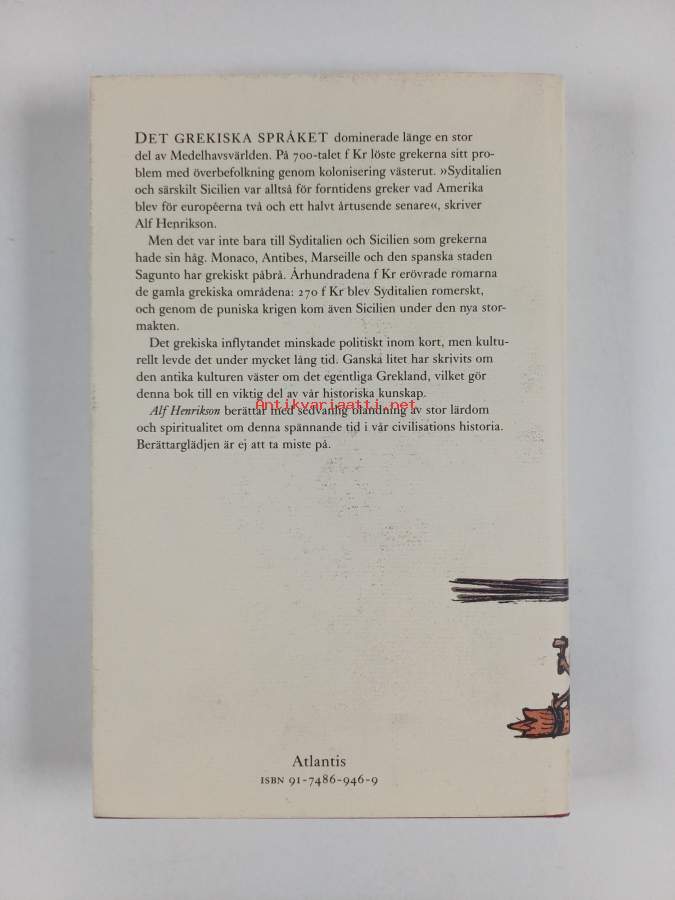 DET GREKISKA SPRÅKET dominerade länge en stor
del av Medelhavsvärlden. På 700-talet f Kr löste grekerna sitt pro-
blem med överbefolkning genom kolonisering västerut. »Syditalien
och särskilt Sicilien var alltså för forntidens greker vad Amerika
blev för européerna två och ett halvt årtusende senare«, skriver
Alf Henrikson.
Men det var inte bara till Syditalien och Sicilien som grekerna
hade sin håg. Monaco, Antibes, Marseille och den spanska staden
Sagunto har grekiskt påbrå. Århundradena f Kr erövrade romarna
de gamla grekiska områdena: 270 f Kr blev Syditalien romerskt,
och genom de puniska krigen kom även Sicilien under den nya stor-
makten.
Det grekiska inflytandet minskade politiskt inom kort, men kultu-
rellt levde det under mycket lång tid. Ganska litet har skrivits om
den antika kulturen väster om det egentliga Grekland, vilket gör
denna bok till en viktig del av vår historiska kunskap.
Antikvariaatti.net
Alf Henrikson berättar med sedvanlig blandning av stor lärdom
och spiritualitet om denna spännande tid i vår civilisations historia.
Berättarglädjen är ej att ta miste på.
Atlantis
ISBN 91-7486-946-9